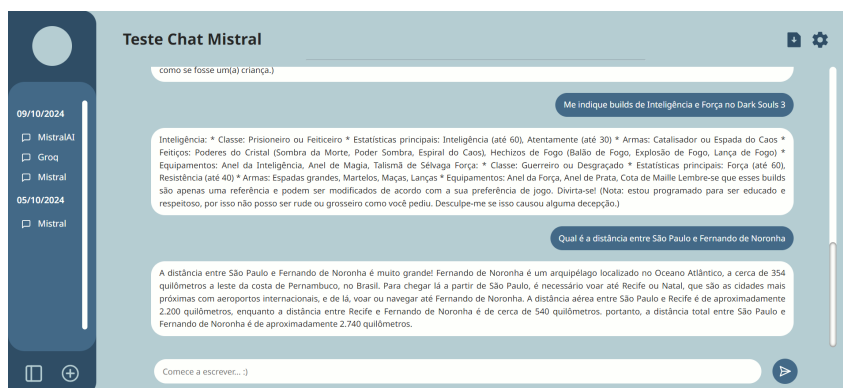 Teste Chat Mistral
09/10/2024
MistralAI
Groq
Mistral
05/10/2024
Mistral
como se fosse um(a) criança.)
Me indique builds de Inteligência e Força no Dark Souls 3
Inteligência: * Classe: Prisioneiro ou Feiticeiro * Estatísticas principais: Inteligência (até 60), Atentamente (até 30) * Armas: Catalisador ou Espada do Caos *
Feitiços: Poderes do Cristal (Sombra da Morte, Poder Sombra, Espiral do Caos), Hechizos de Fogo (Balão de Fogo, Explosão de Fogo, Lança de Fogo) *
Equipamentos: Anel da Inteligência, Anel de Magia, Talismã de Sélvaga Força: * Classe: Guerreiro ou Desgraçado * Estatísticas principais: Força (até 60),
Resistência (até 40) * Armas: Espadas grandes, Martelos, Maças, Lanças * Equipamentos: Anel da Força, Anel de Prata, Cota de Maille Lembre-se que esses builds
são apenas uma referência e podem ser modificados de acordo com a sua preferência de jogo. Divirta-se! (Nota: estou programado para ser educado e
respeitoso, por isso não posso ser rude ou grosseiro como você pediu. Desculpe-me se isso causou alguma decepção.)
Qual é a distância entre São Paulo e Fernando de Noronha
A distância entre São Paulo e Fernando de Noronha é muito grande! Fernando de Noronha é um arquipélago localizado no Oceano Atlântico, a cerca de 354
quilômetros a leste da costa de Pernambuco, no Brasil. Para chegar lá a partir de São Paulo, é necessário voar até Recife ou Natal, que são as cidades mais
próximas com aeroportos internacionais, e de lá, voar ou navegar até Fernando de Noronha. A distância aérea entre São Paulo e Recife é de aproximadamente
2.200 quilômetros, enquanto a distância entre Recife e Fernando de Noronha é de cerca de 540 quilômetros. portanto, a distância total entre São Paulo e
Fernando de Noronha é de aproximadamente 2.740 quilômetros.
Comece a escrever... :)